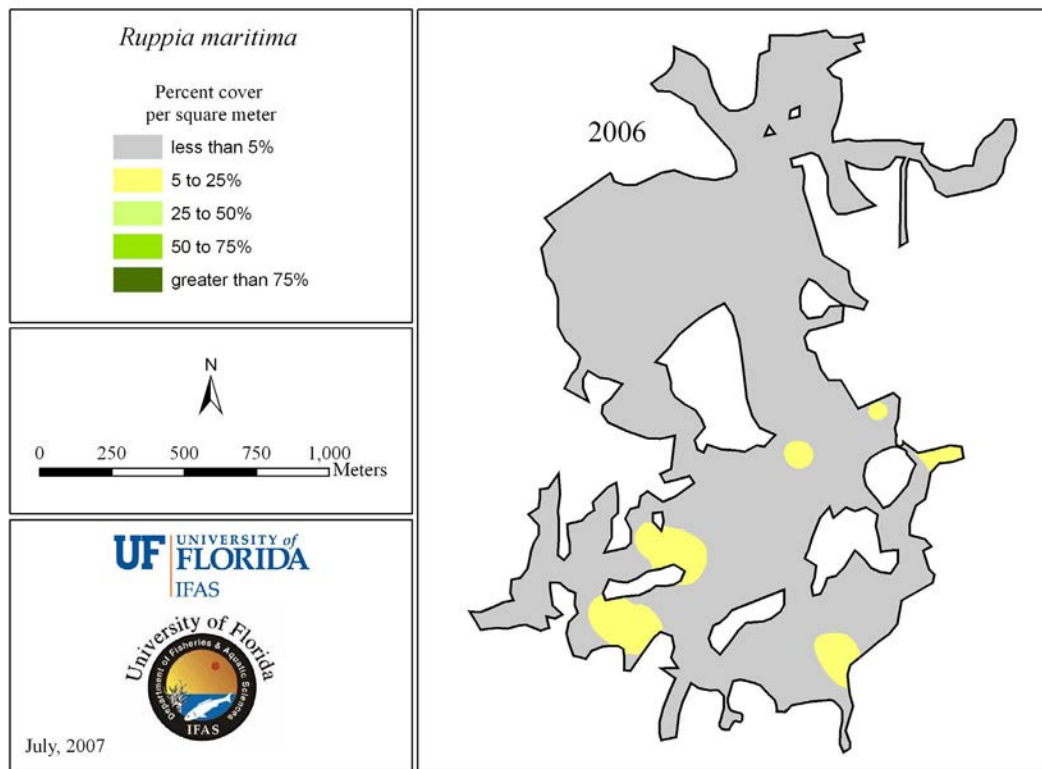 Ruppia maritima
Percent cover
per square meter
less than 5%
5 to 25%
25 to 50%
50 to 75%
greater than 75%
N
0 250 500 750 1,000
Meters
UF UNIVERSITY of
FLORIDA
IFAS
University of Florida
Department of Fisheries & Aquatic Sciences
IFAS
July, 2007
2006